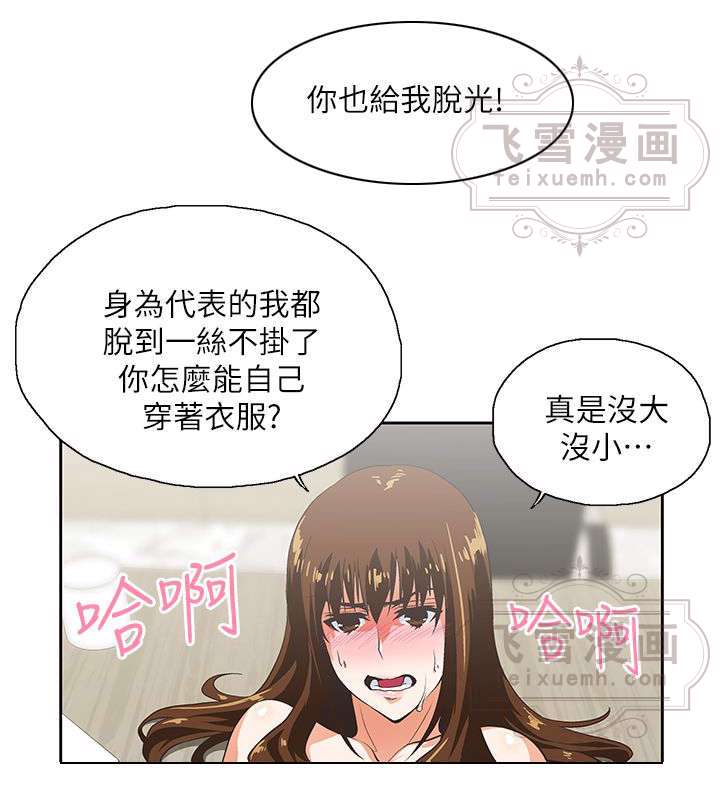 你也給我脫光!
飞雪漫画
feixuemh.com
身為代表的我都
脫到一絲不掛了
你怎麼能自己
穿著衣服?
真是沒大
沒小…
哈啊
哈啊
飞雪漫画
feixuemh.com